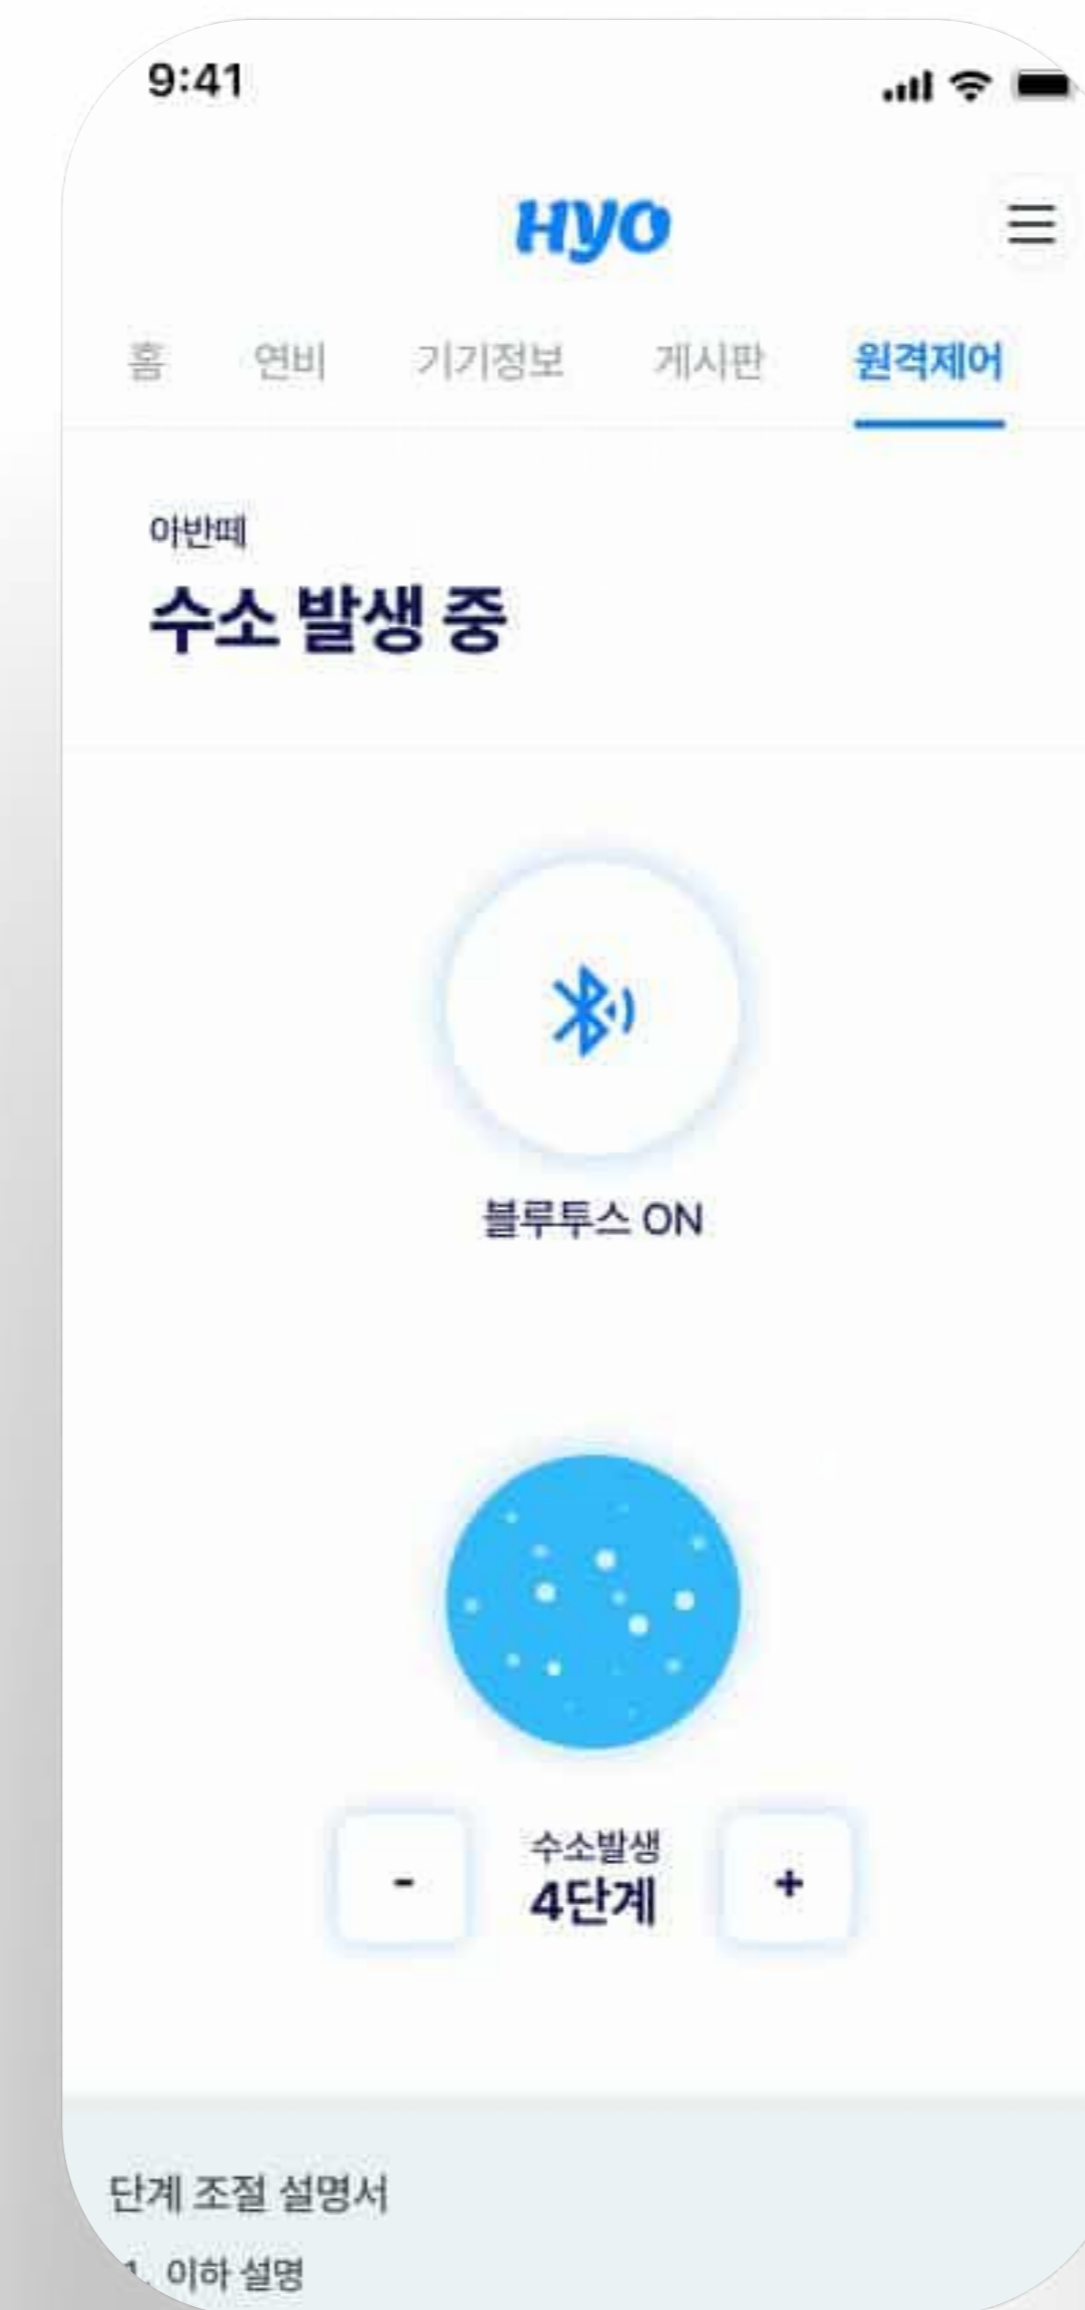 9:41
HYO
홈 연비 기기정보 게시판 원격제어
아반떼
수소 발생 중
블루투스 ON
- 수소발생 +
4단계
단계 조절 설명서
1. 이하 설명